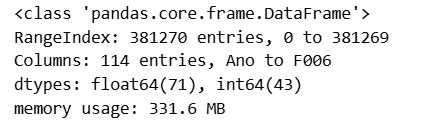 <class 'pandas.core.frame.DataFrame'>
RangeIndex: 381270 entries, 0 to 381269
Columns: 114 entries, Ano to F006
dtypes: float64(71), int64(43)
memory usage: 331.6 MB